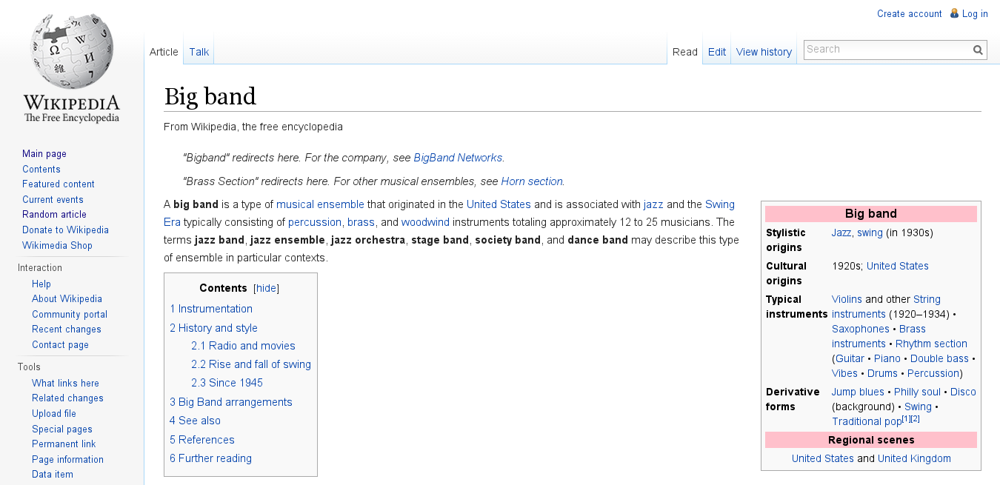 Create account Log in
WIKIPEDIA
The Free Encyclopedia
Article Talk Read Edit View history Search
Main page
Contents
Featured content
Current events
Random article
Donate to Wikipedia
Wikimedia Shop
Interaction
Help
About Wikipedia
Community portal
Recent changes
Contact page
Tools
What links here
Related changes
Upload file
Special pages
Permanent link
Page information
Data item
Big band
From Wikipedia, the free encyclopedia
"Bigband" redirects here. For the company, see BigBand Networks.
"Brass Section" redirects here. For other musical ensembles, see Horn section.
A big band is a type of musical ensemble that originated in the United States and is associated with jazz and the Swing
Era typically consisting of percussion, brass, and woodwind instruments totaling approximately 12 to 25 musicians. The
terms jazz band, jazz ensemble, jazz orchestra, stage band, society band, and dance band may describe this type
of ensemble in particular contexts.
Contents [hide]
1 Instrumentation
2 History and style
2.1 Radio and movies
2.2 Rise and fall of swing
2.3 Since 1945
3 Big Band arrangements
4 See also
5 References
6 Further reading
Big band
Stylistic origins Jazz, swing (in 1930s)
Cultural origins 1920s; United States
Typical instruments Violins and other String
instruments (1920–1934) •
Saxophones • Brass
instruments • Rhythm section
(Guitar • Piano • Double bass •
Vibes • Drums • Percussion)
Derivative forms Jump blues • Philly soul • Disco
(background) • Swing •
Traditional pop[1][2]
Regional scenes
United States and United Kingdom